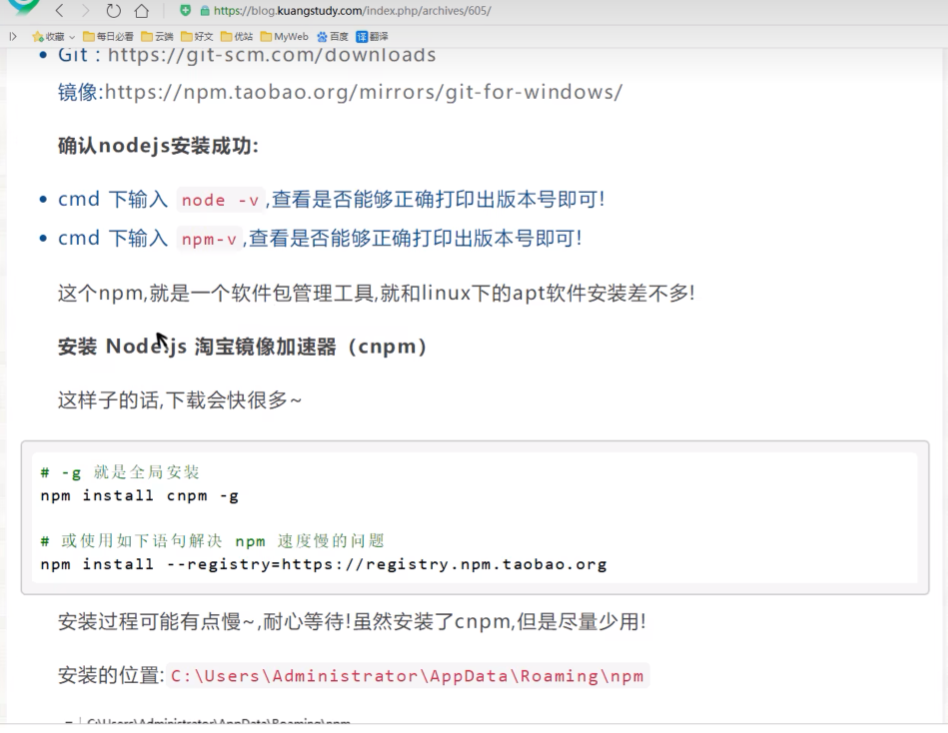 https://blog.kuangstudy.com/index.php/archives/605/
收藏 每日必看 云端 好文 优站 MyWeb 百度 译 翻译
Git : https://git-scm.com/downloads
镜像:https://npm.taobao.org/mirrors/git-for-windows/
确认nodejs安装成功:
cmd 下输入 node -v,查看是否能够正确打印出版本号即可!
cmd 下输入 npm-v,查看是否能够正确打印出版本号即可!
这个npm,就是一个软件包管理工具,就和linux下的apt软件安装差不多!
安装 Node.js 淘宝镜像加速器（cnpm）
这样子的话,下载会快很多~
# -g 就是全局安装
npm install cnpm -g
# 或使用如下语句解决 npm 速度慢的问题
npm install --registry=https://registry.npm.taobao.org
安装过程可能有点慢~,耐心等待!虽然安装了cnpm,但是尽量少用!
安装的位置: C:\Users\Administrator\AppData\Roaming\npm
C:\Users\Administrator\AppData\Roaming\npm